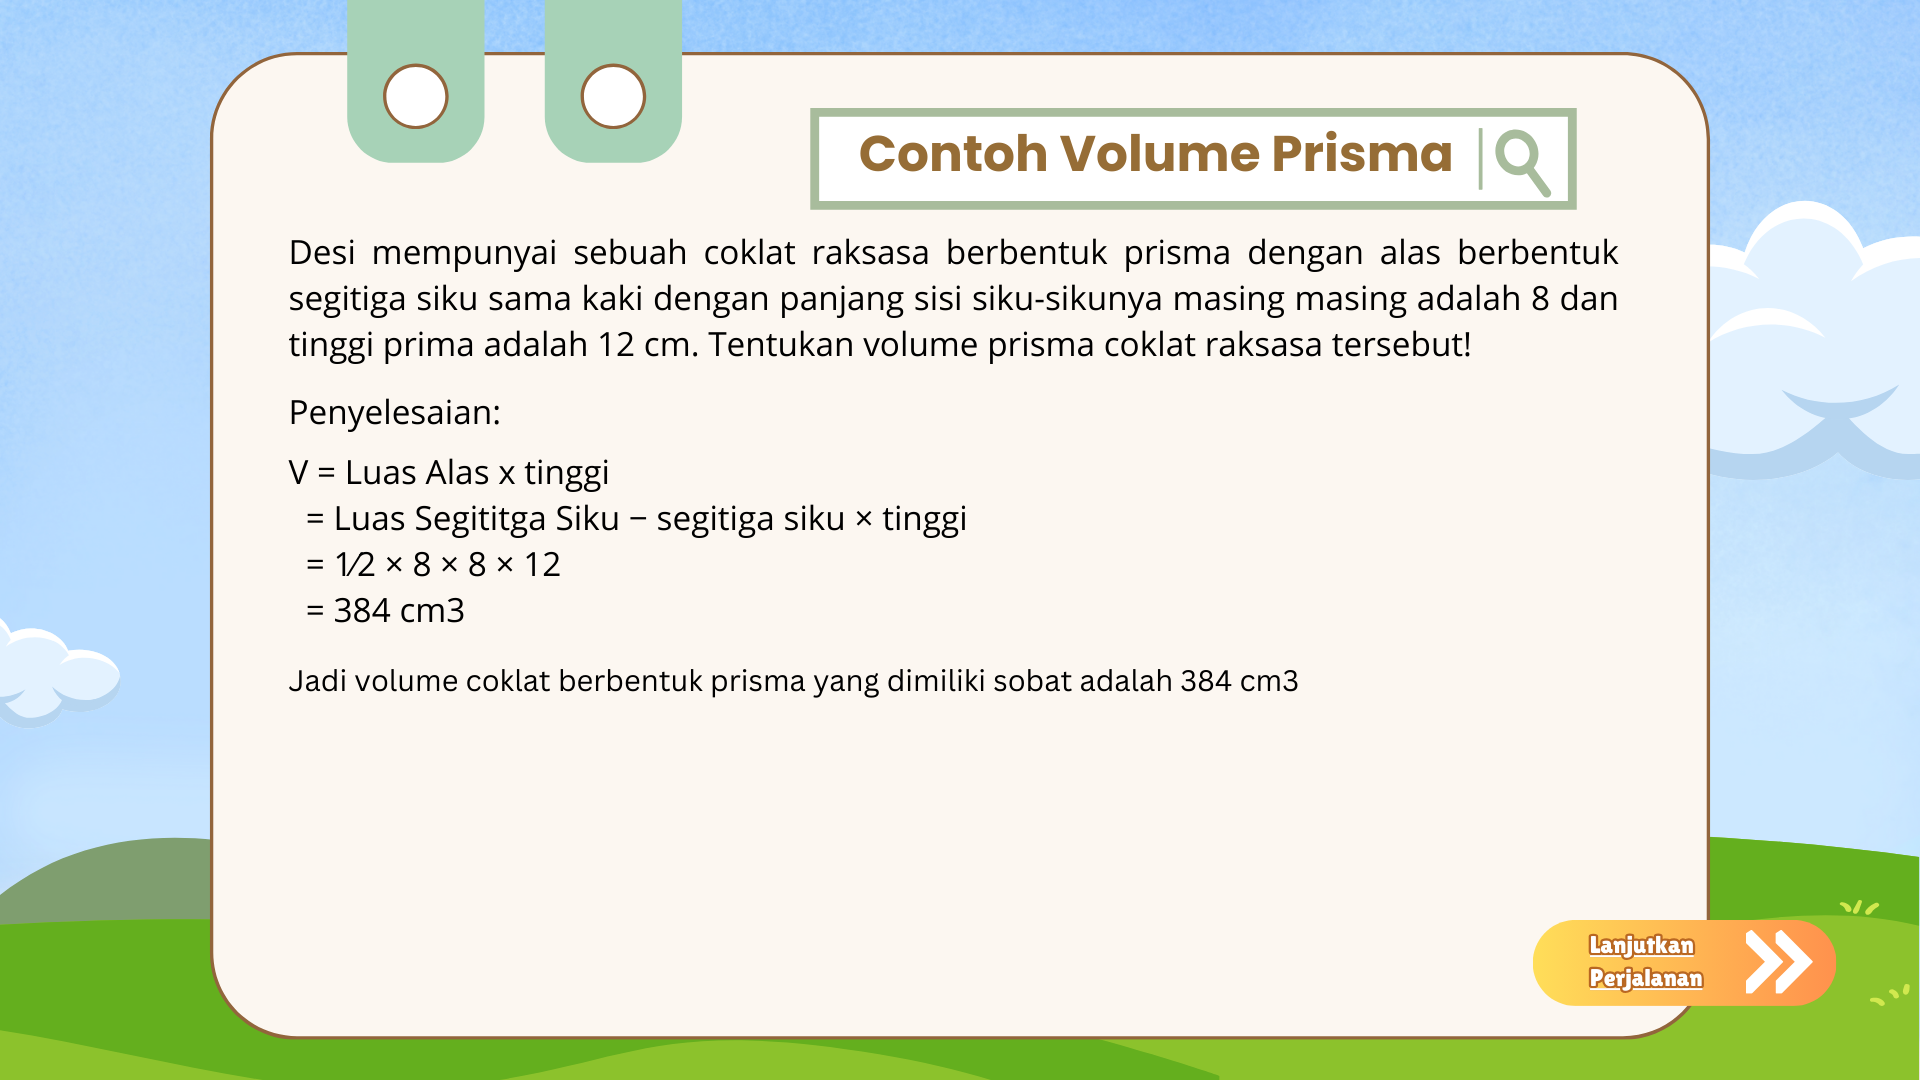 Contoh Volume Prisma
Desi mempunyai sebuah coklat raksasa berbentuk prisma dengan alas berbentuk
segitiga siku sama kaki dengan panjang sisi siku-sikunya masing masing adalah 8 dan
tinggi prima adalah 12 cm. Tentukan volume prisma coklat raksasa tersebut!
Penyelesaian:
V = Luas Alas x tinggi
= Luas Segititga Siku − segitiga siku × tinggi
= 1⁄2 × 8 × 8 × 12
= 384 cm3
Jadi volume coklat berbentuk prisma yang dimiliki sobat adalah 384 cm3
Lanjutkan
Perjalanan